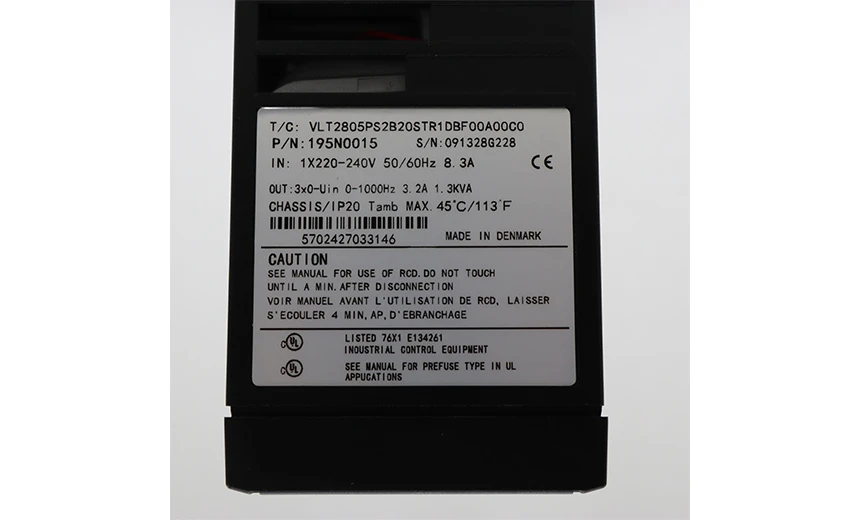 T/C: VLT2805PS2B20STR1DBF00A00C0
P/N: 195N0015 S/N: 091328G228
IN: 1X220-240V 50/60Hz 8.3A CE
OUT:3x0-Uin 0-1000Hz 3.2A 1.3KVA
CHASSIS/IP20 Tamb MAX. 45°C/113°F
5702427033146 MADE IN DENMARK
CAUTION
SEE MANUAL FOR USE OF RCD. DO NOT TOUCH
UNTIL A MIN. AFTER DISCONNECTION
VOIR MANUEL AVANT L'UTILISATION DE RCD, LAISSER
S'ECOULER 4 MIN, AP, D'EBRANCHAGE
c UL LISTED 76X1 E134261
INDUSTRIAL CONTROL EQUIPMENT
c UL SEE MANUAL FOR PREFUSE TYPE IN UL
APPUCATIONS